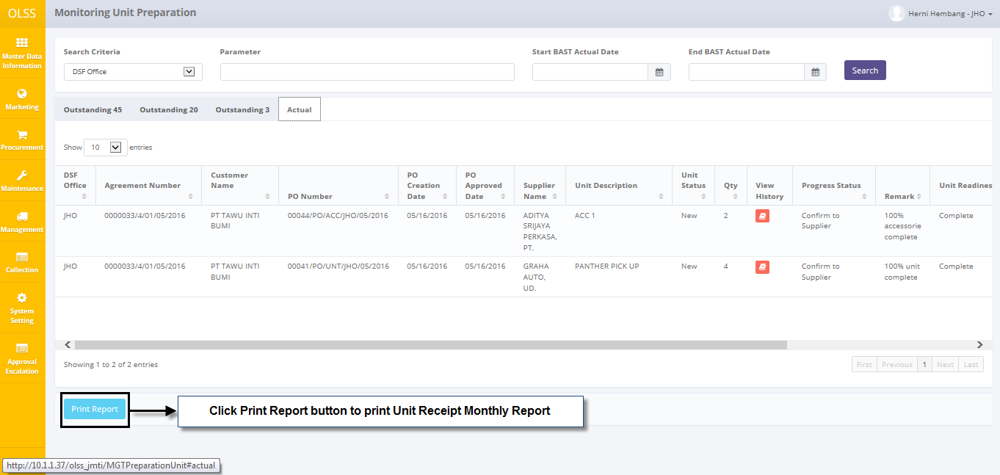 OLSS
Monitoring Unit Preparation
Herni Hembang - JHO
Master Data
Information
Marketing
Procurement
Maintenance
Management
Collection
System
Setting
Approval
Escalation
Search Criteria
Parameter
Start BAST Actual Date
End BAST Actual Date
DSF Office
Search
Outstanding 45
Outstanding 20
Outstanding 3
Actual
Show 10 entries
DSF
Office
Agreement Number
Customer
Name
PO Number
PO
Creation
Date
PO
Approved
Date
Supplier
Name
Unit Description
Unit
Status
Qty
View
History
Progress Status
Remark
Unit Readines
JHO
0000033/4/01/05/2016
PT TAWU INTI
BUMI
00044/PO/ACC/JHO/05/2016
05/16/2016
05/16/2016
ADITYA
SRIJAYA
PERKASA,
PT.
ACC 1
New
2
Confirm to
Supplier
100%
accessorie
complete
Complete
JHO
0000033/4/01/05/2016
PT TAWU INTI
BUMI
00041/PO/UNT/JHO/05/2016
05/16/2016
05/16/2016
GRAHA
AUTO,
UD.
PANTHER PICK UP
New
4
Confirm to
Supplier
100% unit
complete
Complete
Showing 1 to 2 of 2 entries
First Previous 1 Next Last
Print Report
Click Print Report button to print Unit Receipt Monthly Report
http://10.1.1.37/olss_jmti/MGTPreparationUnit#actual